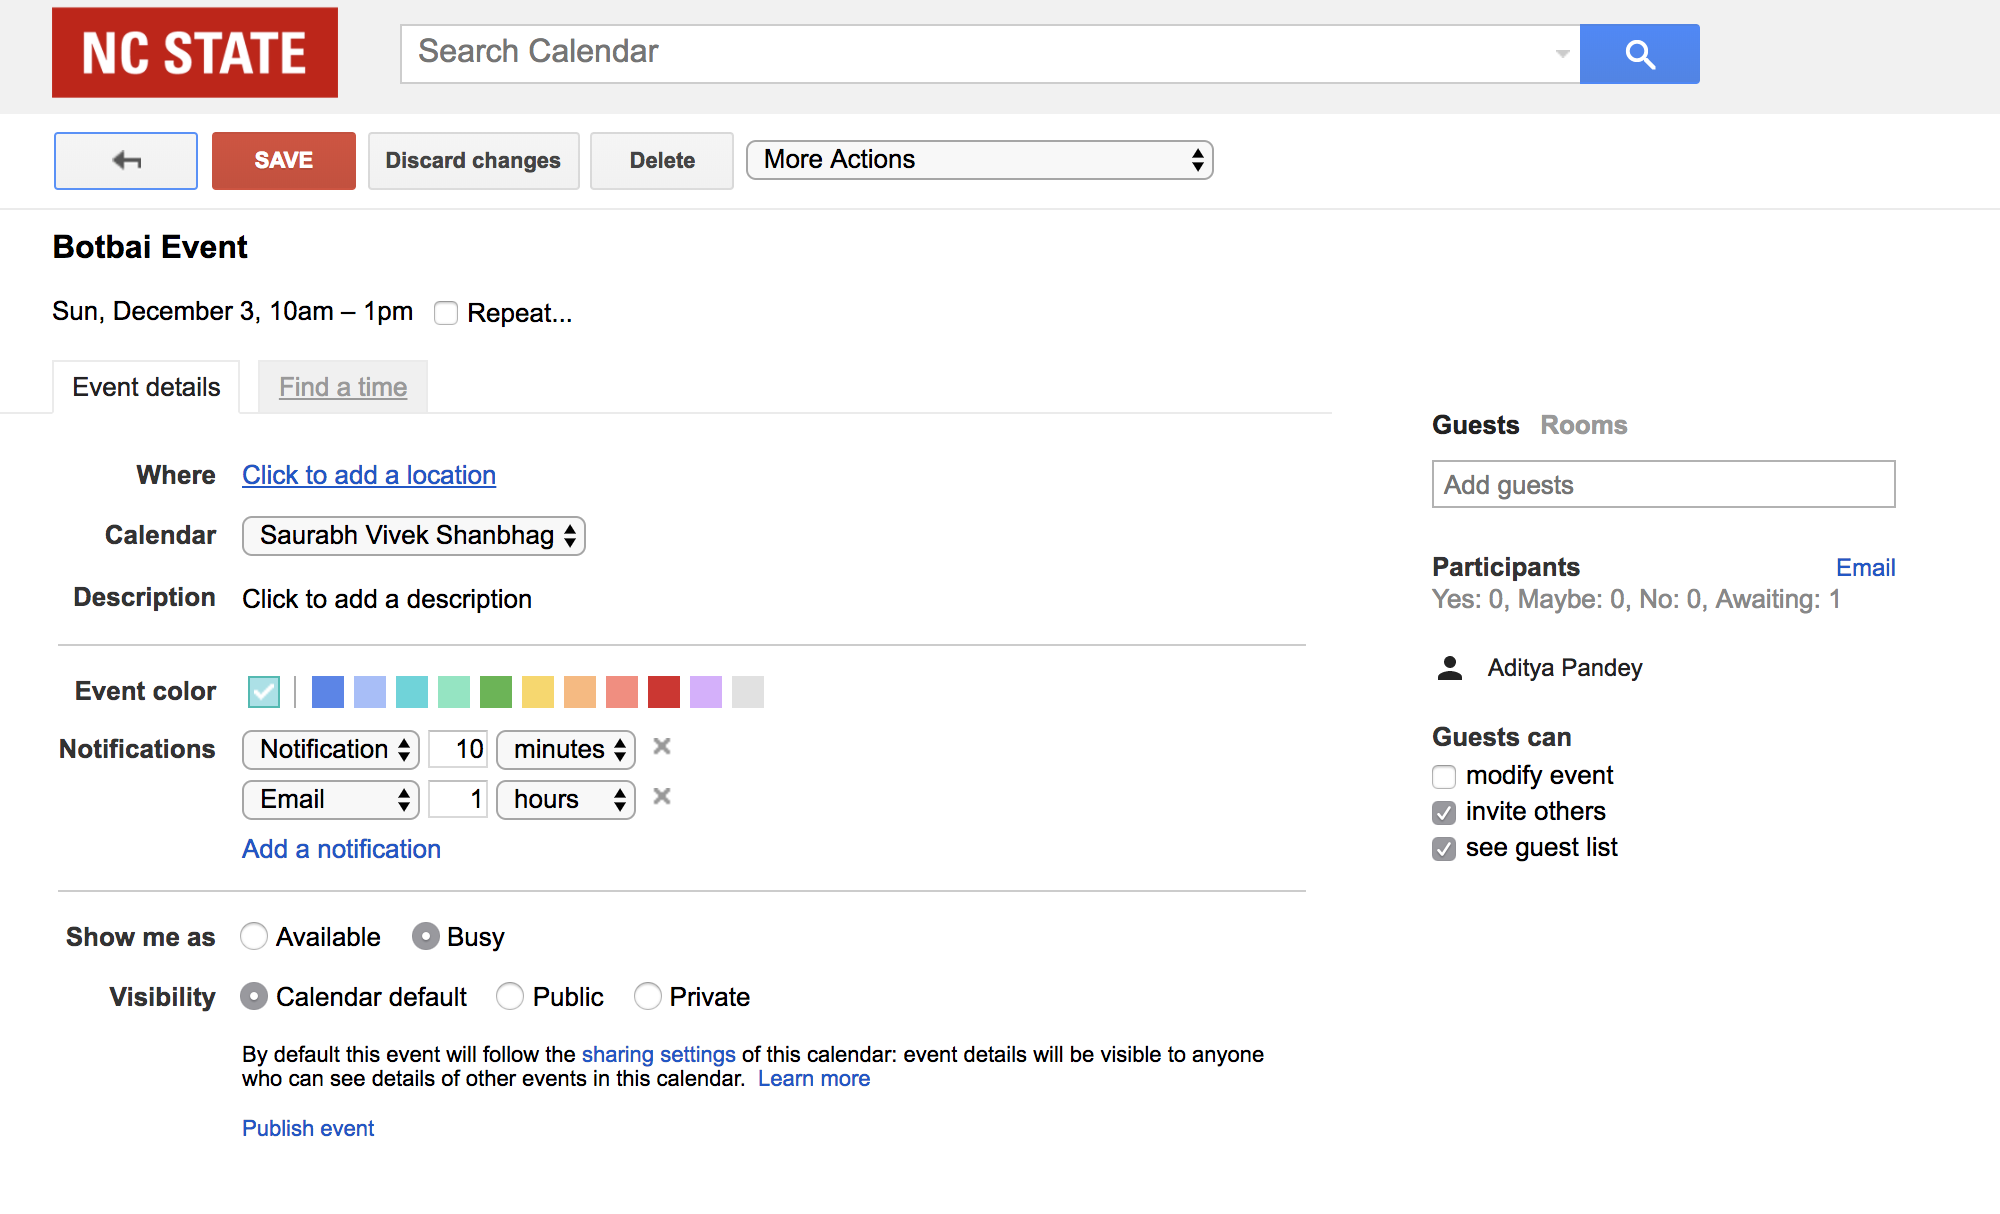 NC STATE
Search Calendar
SAVE
Discard changes
Delete
More Actions
Botbai Event
Sun, December 3, 10am – 1pm
Repeat...
Event details
Find a time
Where
Click to add a location
Calendar
Saurabh Vivek Shanbhag
Description
Click to add a description
Event color
Notifications
Notification 10 minutes
Email 1 hours
Add a notification
Show me as
Available
Busy
Visibility
Calendar default
Public
Private
By default this event will follow the sharing settings of this calendar: event details will be visible to anyone
who can see details of other events in this calendar. Learn more
Publish event
Guests
Rooms
Add guests
Participants
Email
Yes: 0, Maybe: 0, No: 0, Awaiting: 1
Aditya Pandey
Guests can
modify event
invite others
see guest list